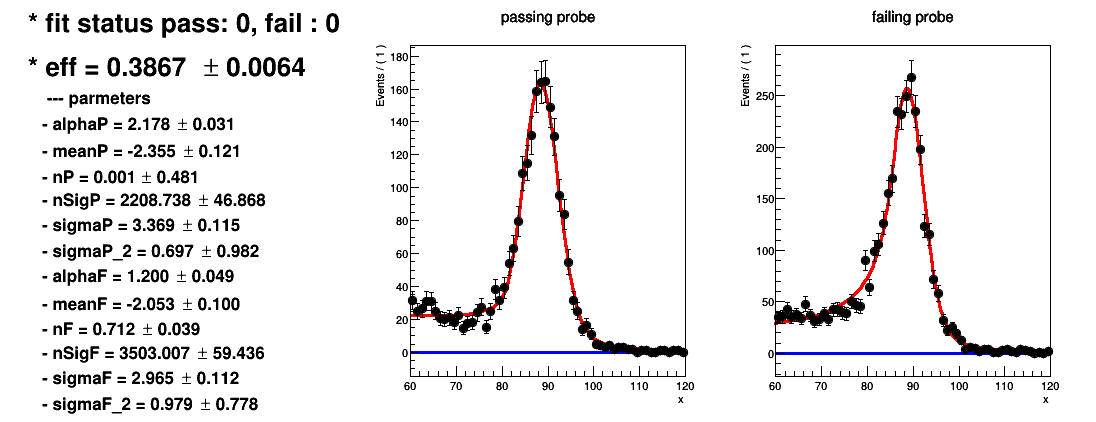 * fit status pass: 0, fail : 0
* eff = 0.3867 ± 0.0064
--- parmeters
- alphaP = 2.178 ± 0.031
- meanP = -2.355 ± 0.121
- nP = 0.001 ± 0.481
- nSigP = 2208.738 ± 46.868
- sigmaP = 3.369 ± 0.115
- sigmaP_2 = 0.697 ± 0.982
- alphaF = 1.200 ± 0.049
- meanF = -2.053 ± 0.100
- nF = 0.712 ± 0.039
- nSigF = 3503.007 ± 59.436
- sigmaF = 2.965 ± 0.112
- sigmaF_2 = 0.979 ± 0.778
passing probe
Events / ( 1 )
180
160
140
120
100
80
60
40
20
0
60 70 80 90 100 110 120
x
failing probe
Events / ( 1 )
250
200
150
100
50
0
60 70 80 90 100 110 120
x